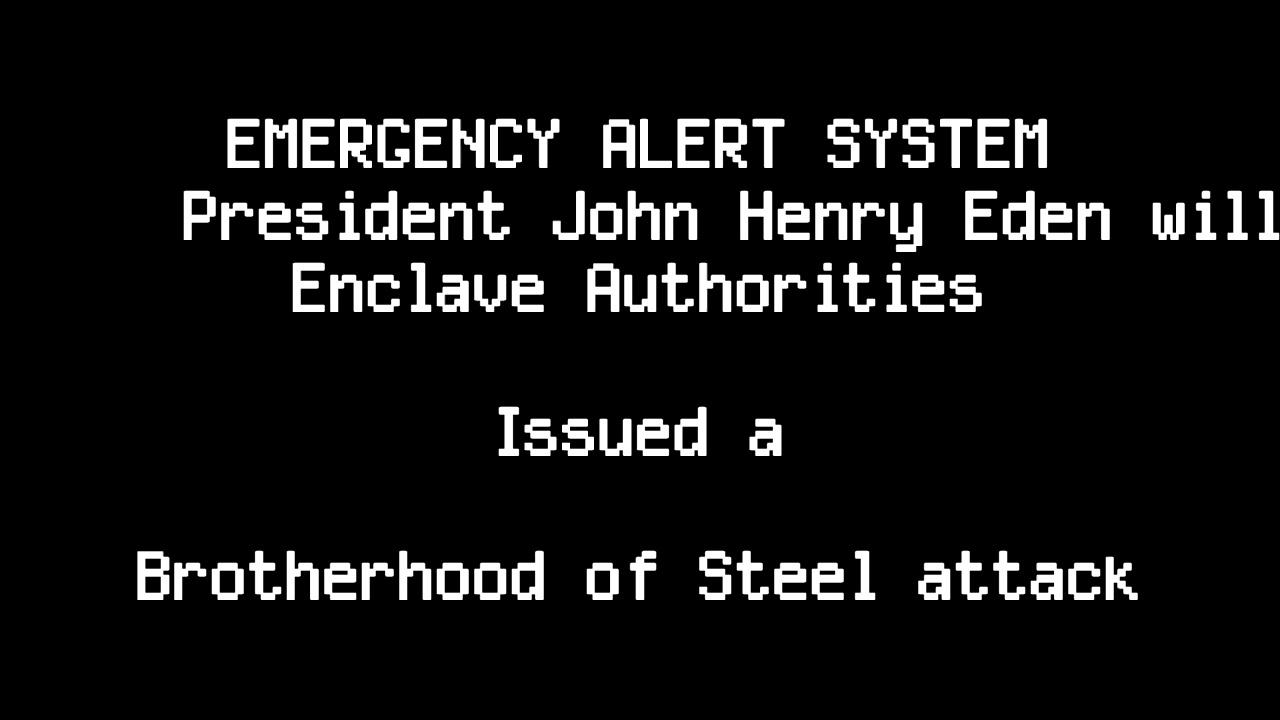 EMERGENCY ALERT SYSTEM
President John Henry Eden will
Enclave Authorities
Issued a
Brotherhood of Steel attack